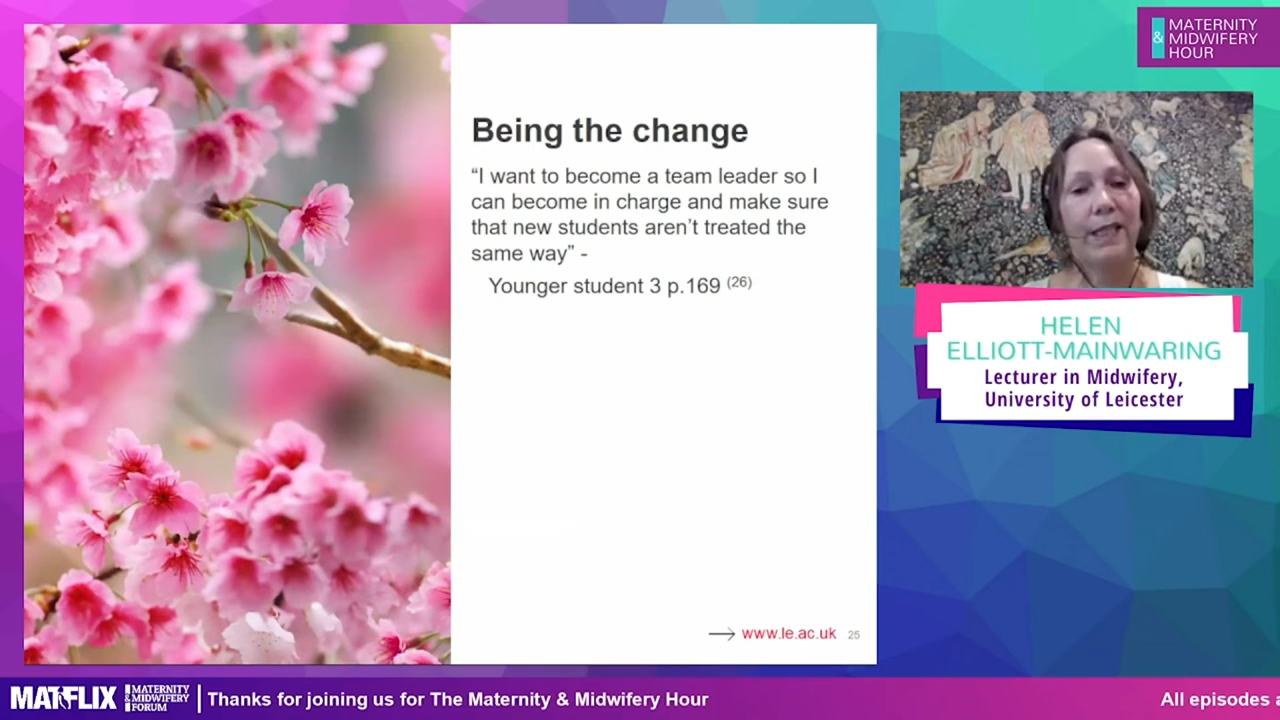 MATERNITY
& MIDWIFERY
HOUR
Being the change
“I want to become a team leader so I
can become in charge and make sure
that new students aren’t treated the
same way” -
Younger student 3 p.169 (26)
www.le.ac.uk 25
HELEN
ELLIOTT-MAINWARING
Lecturer in Midwifery,
University of Leicester
MATFLIX
MATERNITY
& MIDWIFERY
FORUM
Thanks for joining us for The Maternity & Midwifery Hour
All episodes a